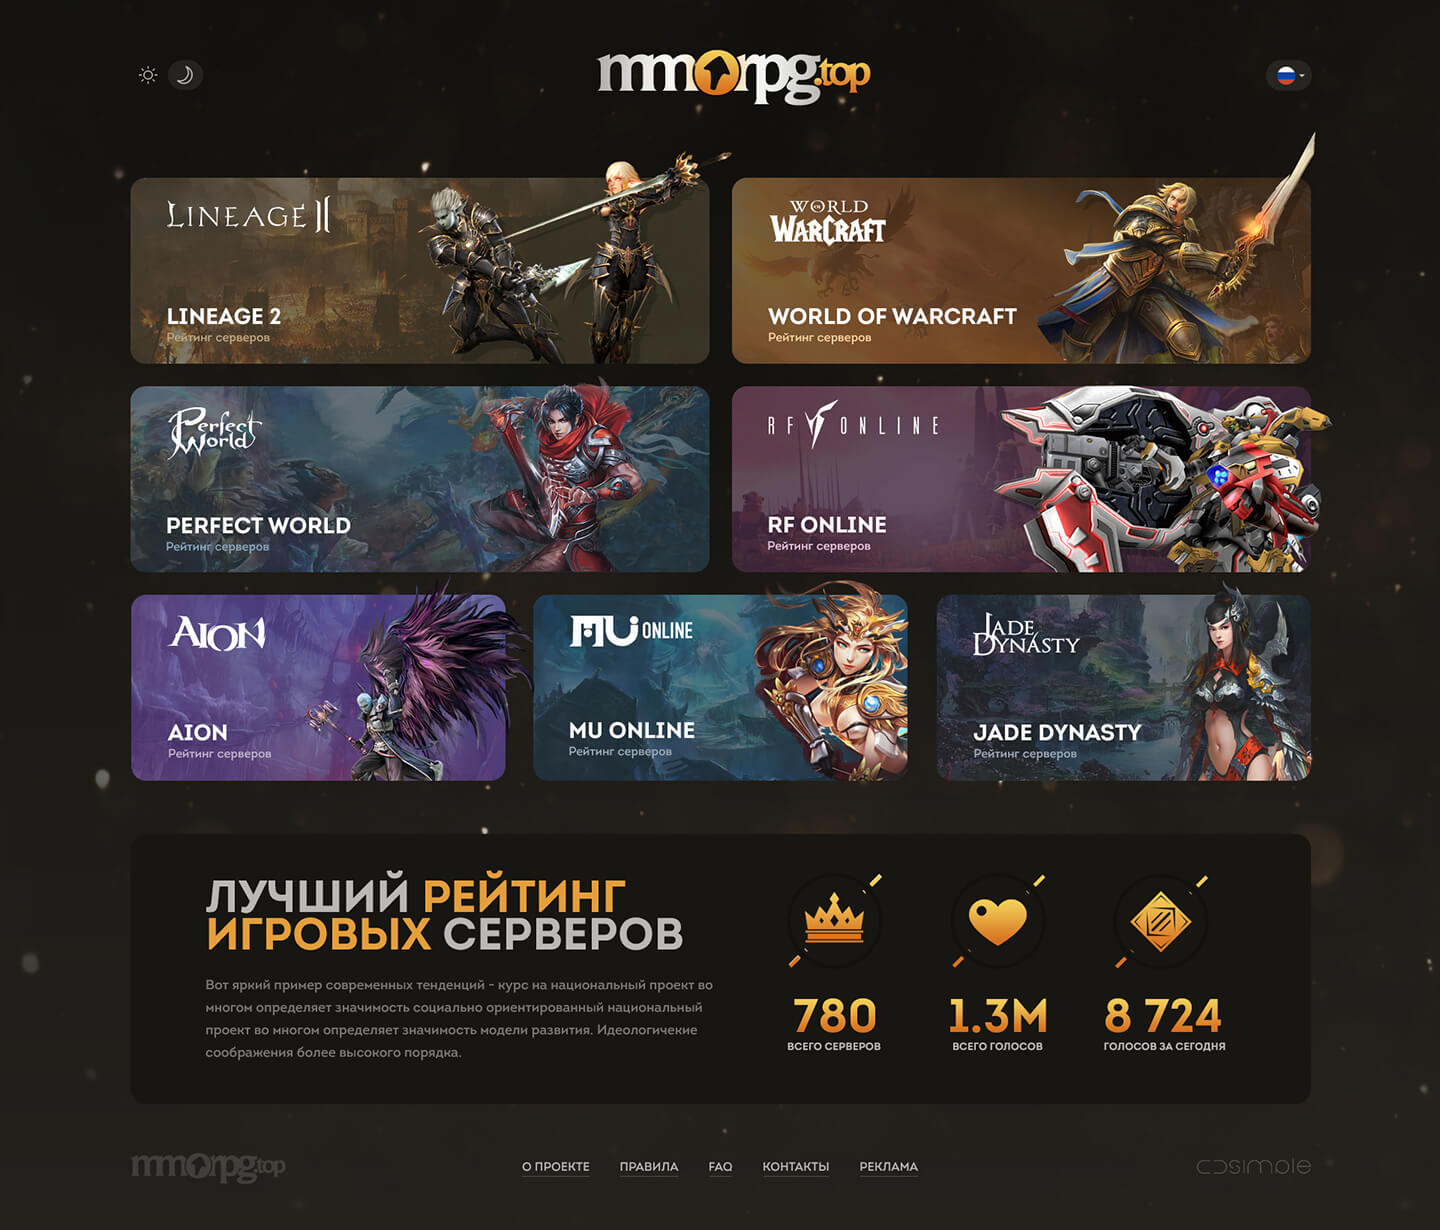 mmorpg.top
LINEAGE II
LINEAGE 2
Рейтинг серверов
WORLD OF
WARCRAFT
WORLD OF WARCRAFT
Рейтинг серверов
Perfect
World
PERFECT WORLD
Рейтинг серверов
RF ONLINE
RF ONLINE
Рейтинг серверов
AION
AION
Рейтинг серверов
MU ONLINE
MU ONLINE
Рейтинг серверов
JADE
DYNASTY
JADE DYNASTY
Рейтинг серверов
ЛУЧШИЙ РЕЙТИНГ
ИГРОВЫХ СЕРВЕРОВ
Вот яркий пример современных тенденций - курс на национальный проект во
многом определяет значимость социально ориентированный национальный
проект во многом определяет значимость модели развития. Идеологичекие
соображения более высокого порядка.
780
ВСЕГО СЕРВЕРОВ
1.3M
ВСЕГО ГОЛОСОВ
8 724
ГОЛОСОВ ЗА СЕГОДНЯ
mmorpg.top
О ПРОЕКТЕ
ПРАВИЛА
FAQ
КОНТАКТЫ
РЕКЛАМА